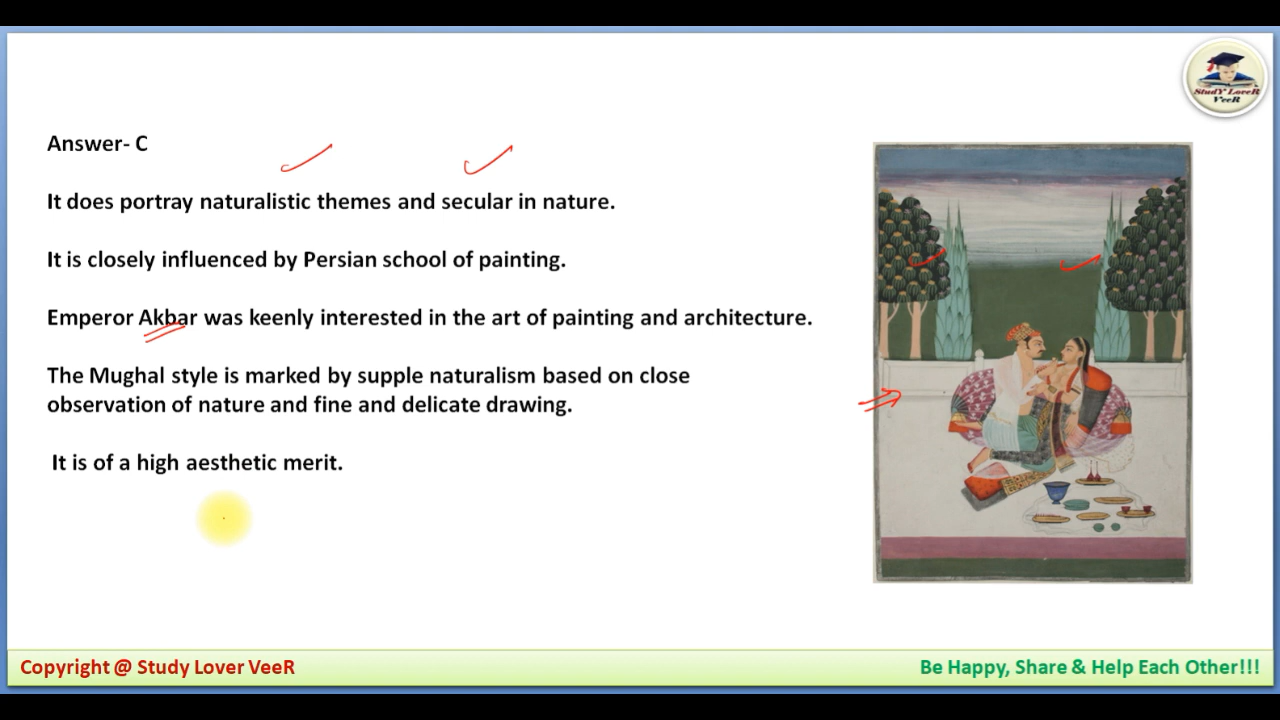 StudY LoveR
VeeR
Answer- C
It does portray naturalistic themes and secular in nature.
It is closely influenced by Persian school of painting.
Emperor Akbar was keenly interested in the art of painting and architecture.
The Mughal style is marked by supple naturalism based on close
observation of nature and fine and delicate drawing.
It is of a high aesthetic merit.
Copyright @ Study Lover VeeR
Be Happy, Share & Help Each Other!!!